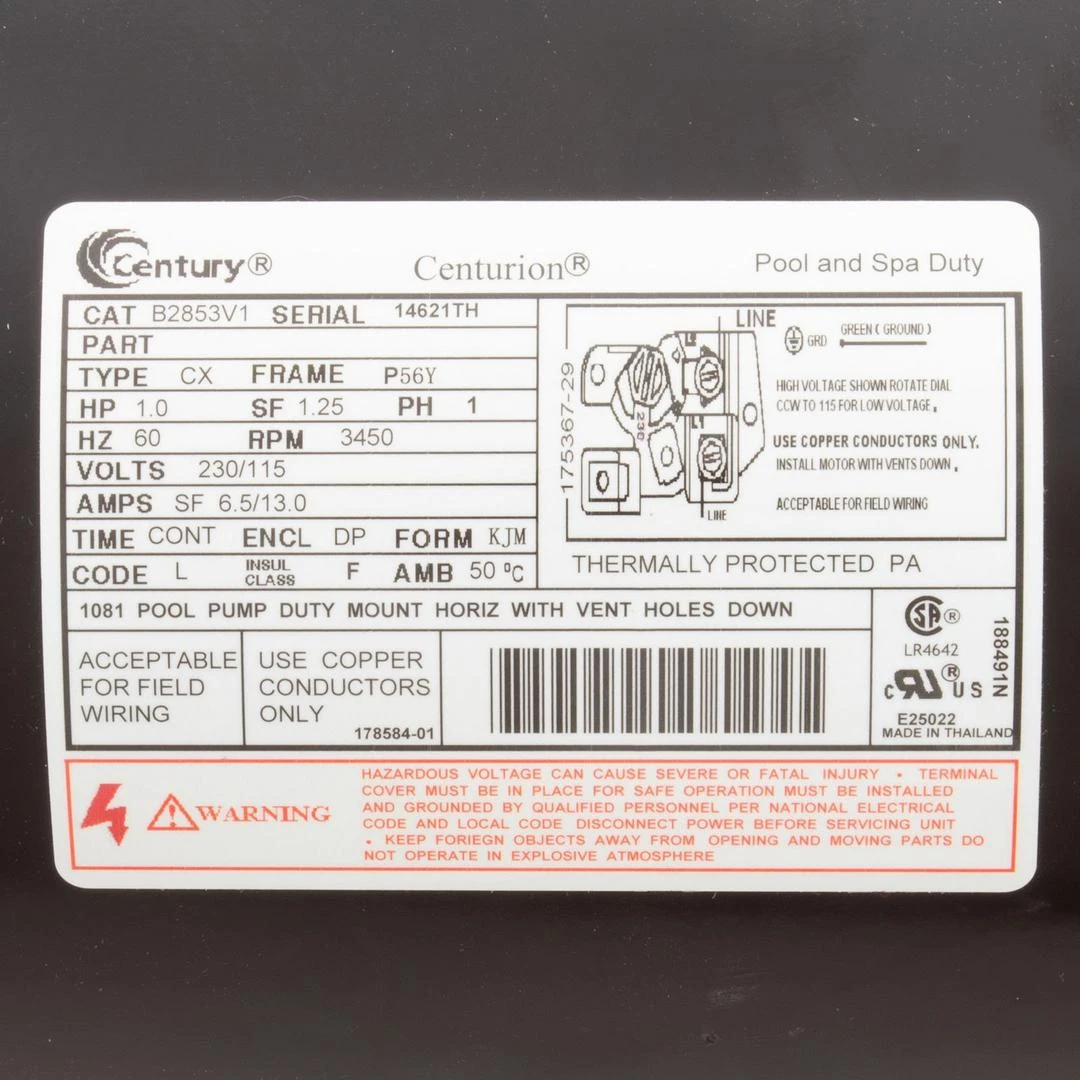 Century® Centurion® Pool and Spa Duty
CAT B2853V1 SERIAL 14621TH
PART
TYPE CX FRAME P56Y
HP 1.0 SF 1.25 PH 1
HZ 60 RPM 3450
VOLTS 230/115
AMPS SF 6.5/13.0
TIME CONT ENCL DP FORM KJM
CODE L INSUL CLASS F AMB 50 ºC
175367-29
LINE
L2
230
L1
LINE
GRD GREEN ( GROUND )
HIGH VOLTAGE SHOWN ROTATE DIAL
CCW TO 115 FOR LOW VOLTAGE.
USE COPPER CONDUCTORS ONLY.
INSTALL MOTOR WITH VENTS DOWN.
ACCEPTABLE FOR FIELD WIRING
THERMALLY PROTECTED PA
1081 POOL PUMP DUTY MOUNT HORIZ WITH VENT HOLES DOWN
ACCEPTABLE
FOR FIELD
WIRING
USE COPPER
CONDUCTORS
ONLY
178584-01
SA ®
LR4642
c RU ® US
E25022
MADE IN THAILAND
188491N
WARNING
HAZARDOUS VOLTAGE CAN CAUSE SEVERE OR FATAL INJURY • TERMINAL
COVER MUST BE IN PLACE FOR SAFE OPERATION MUST BE INSTALLED
AND GROUNDED BY QUALIFIED PERSONNEL PER NATIONAL ELECTRICAL
CODE AND LOCAL CODE DISCONNECT POWER BEFORE SERVICING UNIT
• KEEP FORIEGN OBJECTS AWAY FROM OPENING AND MOVING PARTS DO
NOT OPERATE IN EXPLOSIVE ATMOSPHERE